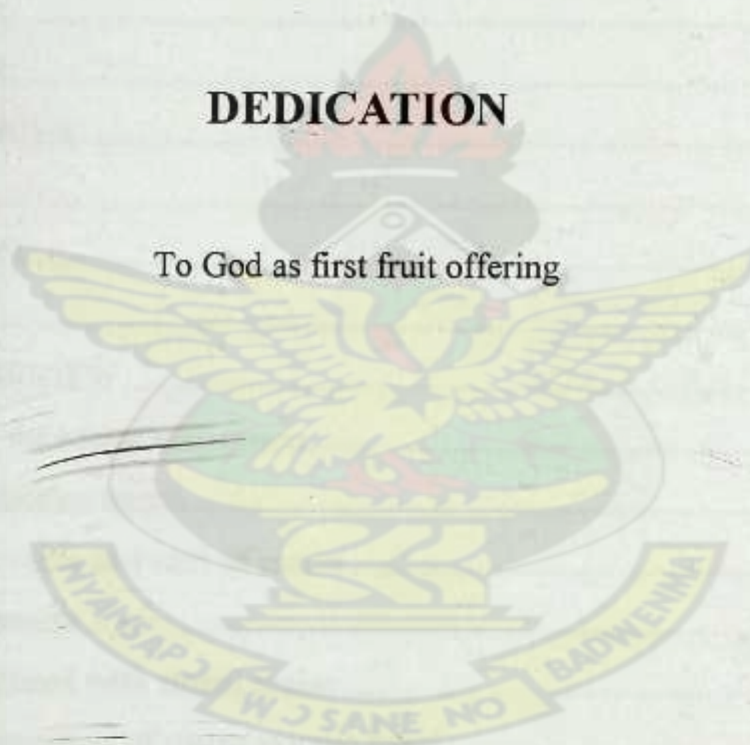 DEDICATION
To God as first fruit offering
NYANSAPƆ WƆSANE NO BADWENMA